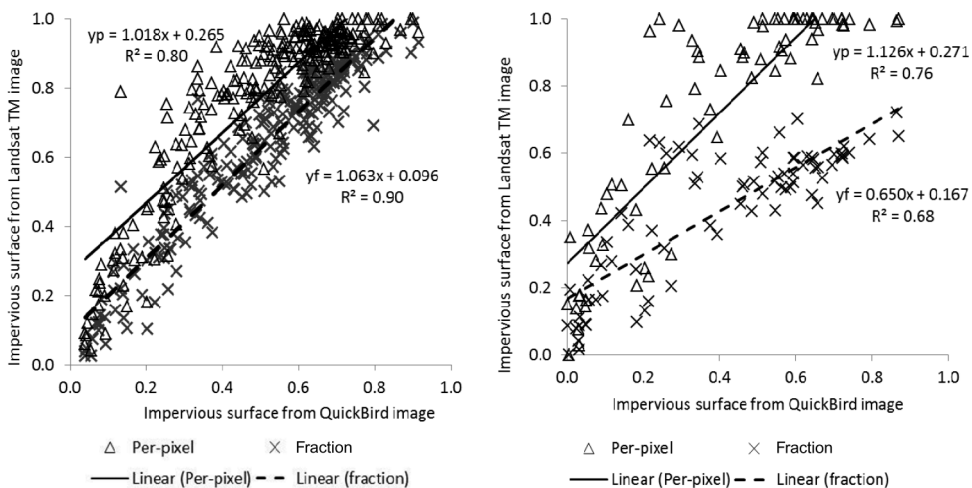 Impervious surface from Landsat TM image
1.0
0.8
0.6
0.4
0.2
0.0
yp = 1.018x + 0.265
R² = 0.80
yf = 1.063x + 0.096
R² = 0.90
0.0 0.2 0.4 0.6 0.8 1.0
Impervious surface from QuickBird image
Per-pixel Fraction
Linear (Per-pixel) Linear (fraction)
Impervious surface from Landsat TM image
1.0
0.8
0.6
0.4
0.2
0.0
yp = 1.126x + 0.271
R² = 0.76
yf = 0.650x + 0.167
R² = 0.68
0.0 0.2 0.4 0.6 0.8 1.0
Impervious surface from QuickBird image
Per-pixel Fraction
Linear (Per-pixel) Linear (fraction)